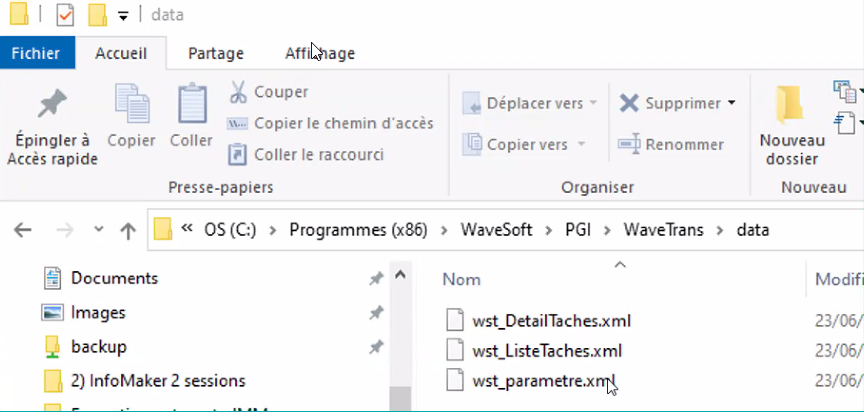 data
Fichier Accueil Partage Affichage
Épingler à
Accès rapide
Copier
Coller
Couper
Copier le chemin d'accès
Coller le raccourci
Presse-papiers
Déplacer vers
Copier vers
Supprimer
Renommer
Organiser
Nouveau
dossier
Nouveau
« OS (C:) > Programmes (x86) > WaveSoft > PGI > WaveTrans > data
Documents
Images
backup
2) InfoMaker 2 sessions
Nom Modifi
wst_DetailTaches.xml 23/06/
wst_ListeTaches.xml 23/06/
wst_parametre.xml 23/06/